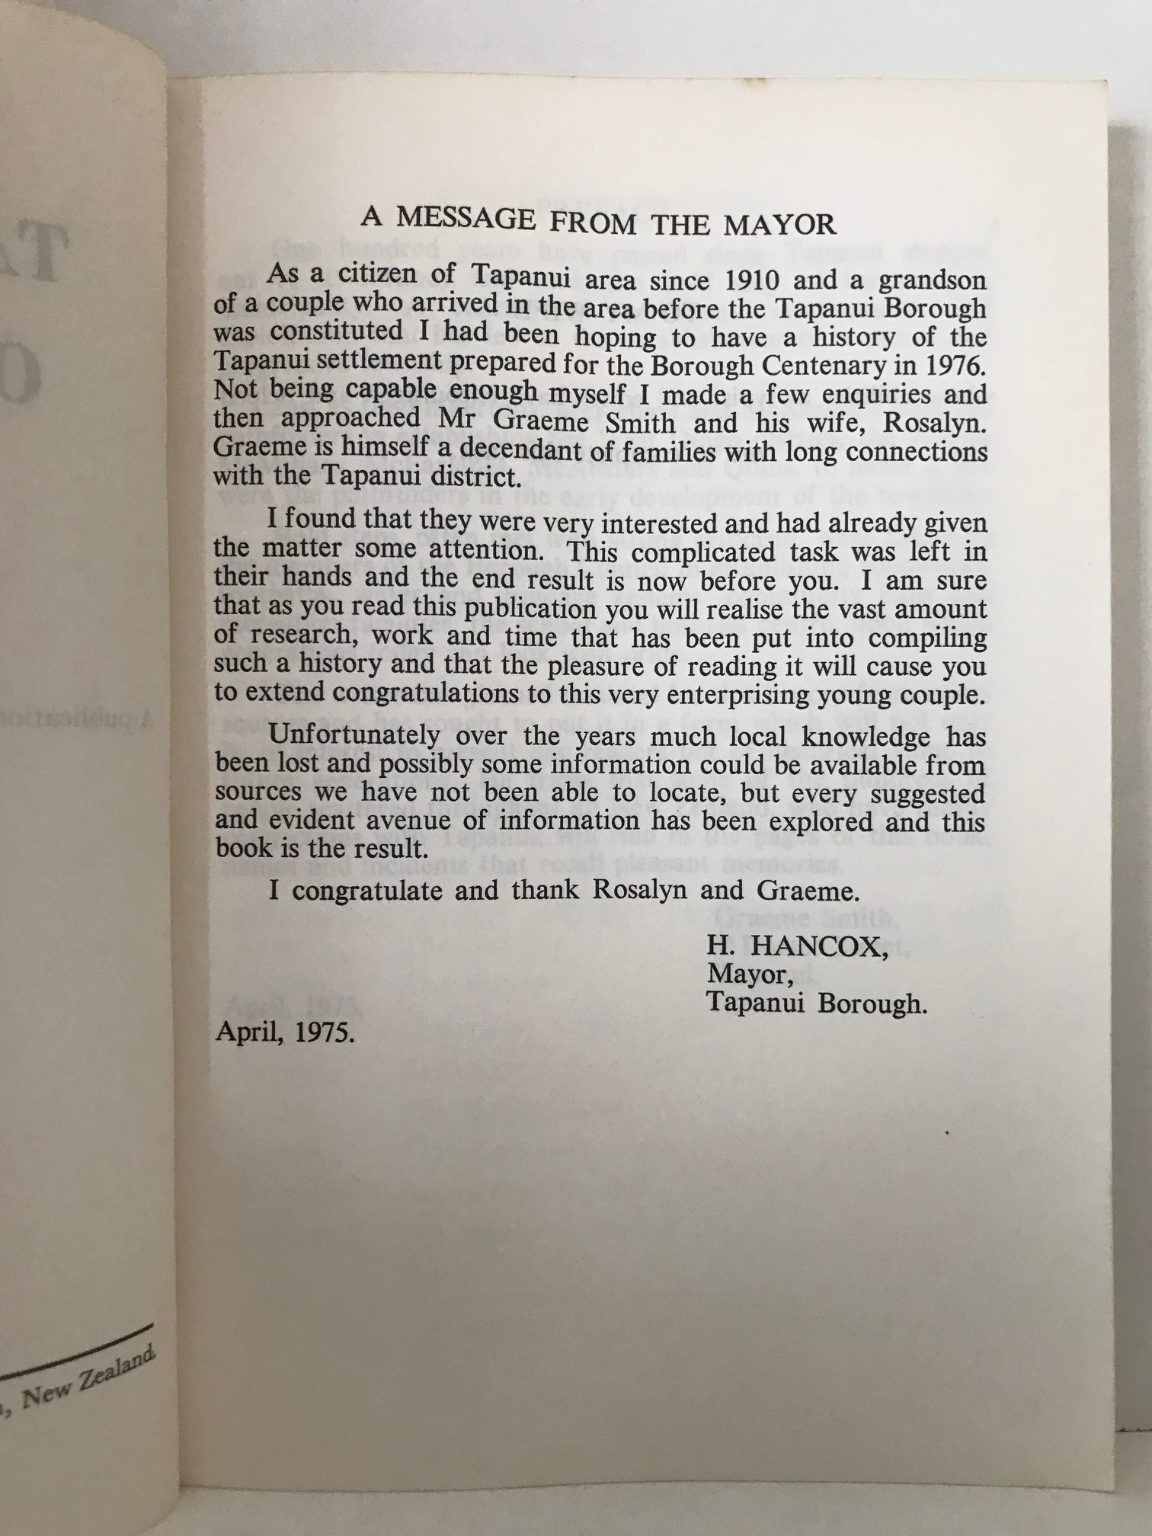 A MESSAGE FROM THE MAYOR
As a citizen of Tapanui area since 1910 and a grandson
of a couple who arrived in the area before the Tapanui Borough
was constituted I had been hoping to have a history of the
Tapanui settlement prepared for the Borough Centenary in 1976.
Not being capable enough myself I made a few enquiries and
then approached Mr Graeme Smith and his wife, Rosalyn.
Graeme is himself a decendant of families with long connections
with the Tapanui district.
I found that they were very interested and had already given
the matter some attention. This complicated task was left in
their hands and the end result is now before you. I am sure
that as you read this publication you will realise the vast amount
of research, work and time that has been put into compiling
such a history and that the pleasure of reading it will cause you
to extend congratulations to this very enterprising young couple.
Unfortunately over the years much local knowledge has
been lost and possibly some information could be available from
sources we have not been able to locate, but every suggested
and evident avenue of information has been explored and this
book is the result.
I congratulate and thank Rosalyn and Graeme.
H. HANCOX,
Mayor,
Tapanui Borough.
April, 1975.
New Zealand